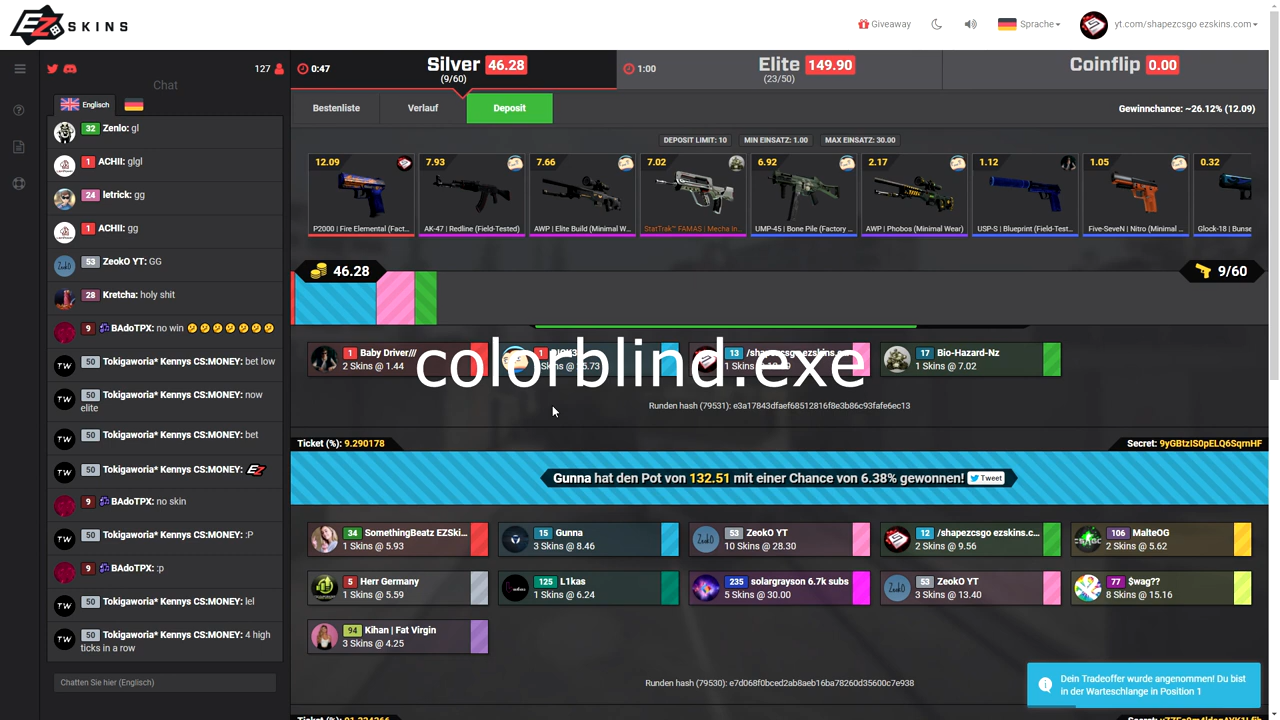 EZ SKINS
Giveaway
Sprache
yt.com/shapezcsgo ezskins.com
127
Chat
Englisch
32 Zenlo: gl
1 ACHII: glgl
24 letrick: gg
1 ACHII: gg
53 ZeokO YT: GG
28 Kretcha: holy shit
9 BAdoTPX: no win
50 Tokigaworia* Kennys CS:MONEY: bet low
50 Tokigaworia* Kennys CS:MONEY: now
elite
50 Tokigaworia* Kennys CS:MONEY: bet
50 Tokigaworia* Kennys CS:MONEY: EZ
9 BAdoTPX: no skin
50 Tokigaworia* Kennys CS:MONEY: :P
9 BAdoTPX: :p
50 Tokigaworia* Kennys CS:MONEY: lel
50 Tokigaworia* Kennys CS:MONEY: 4 high
ticks in a row
Chatten Sie hier (Englisch)
0:47 Silver 46.28
(9/60)
1:00 Elite 149.90
(23/50)
Coinflip 0.00
Bestenliste Verlauf Deposit
Gewinnchance: ~26.12% (12.09)
DEPOSIT LIMIT: 10 MIN EINSATZ: 1.00 MAX EINSATZ: 30.00
12.09 7.93 7.66 7.02 6.92 2.17 1.12 1.05 0.32
P2000 | Fire Elemental (Fact... AK-47 | Redline (Field-Tested) AWP | Elite Build (Minimal W... StatTrak™ FAMAS | Mecha In... UMP-45 | Bone Pile (Factory ... AWP | Phobos (Minimal Wear) USP-S | Blueprint (Field-Test... Five-SeveN | Nitro (Minimal ... Glock-18 | Bunse
46.28
9/60
1 Baby Driver///
2 Skins @ 1.44
1
13 /shapezcsgo
17 Bio-Hazard-Nz
1 Skins @ 7.02
colorblind.exe
Runden hash (79531): e3a17843dfaef68512816f8e3b86c93fafe6ec13
Ticket (%): 9.290178
Secret: 9yGBtzIS0pELQ6SqmHF
Gunna hat den Pot von 132.51 mit einer Chance von 6.38% gewonnen! Tweet
34 SomethingBeatz EZSki...
1 Skins @ 5.93
15 Gunna
3 Skins @ 8.46
53 ZeokO YT
10 Skins @ 28.30
12 /shapezcsgo ezskins.c...
2 Skins @ 9.56
106 MalteOG
2 Skins @ 5.62
5 Herr Germany
1 Skins @ 5.59
125 L1kas
1 Skins @ 6.24
235 solargrayson 6.7k subs
5 Skins @ 30.00
53 ZeokO YT
3 Skins @ 13.40
77 $wag??
8 Skins @ 15.16
94 Kihan | Fat Virgin
3 Skins @ 4.25
Runden hash (79530): e7d068f0bced2ab8aeb16ba78260d35600c7e938
Dein Tradeoffer wurde angenommen! Du bist
in der Warteschlange in Position 1